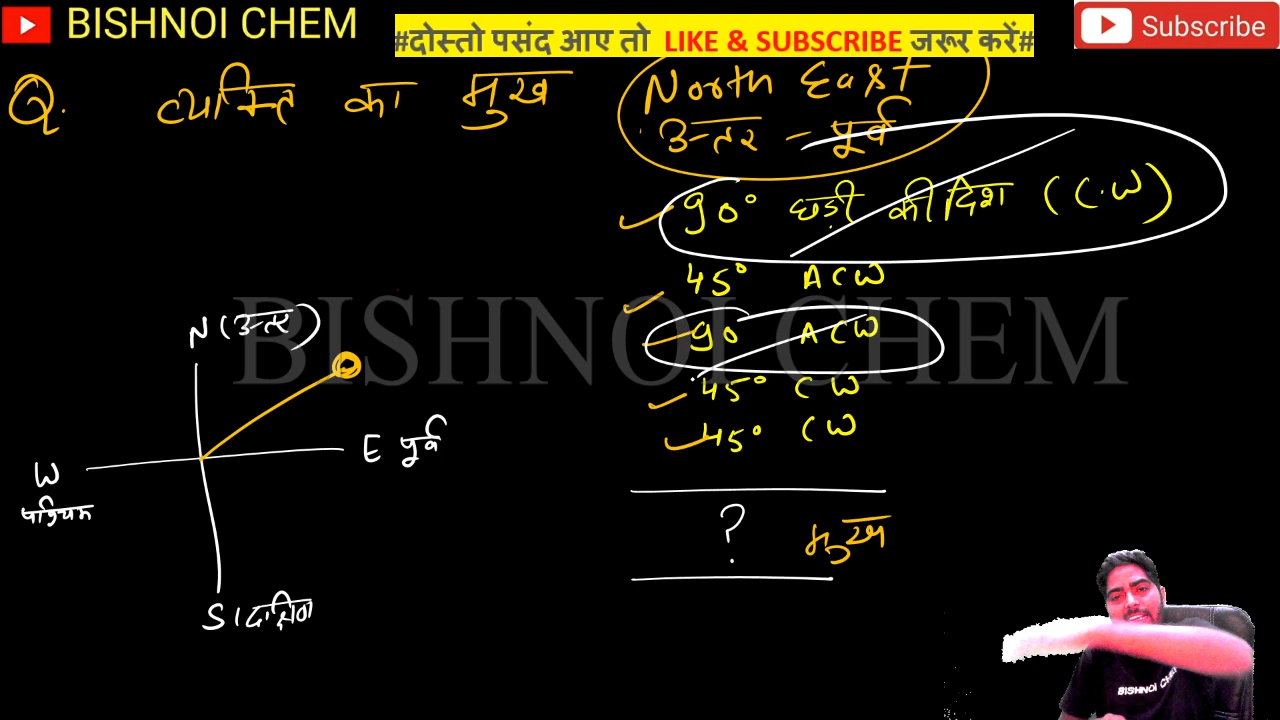 BISHNOI CHEM
#दोस्तो पसंद आए तो LIKE & SUBSCRIBE जरूर करें#
Subscribe
Q. व्यक्ति का मुख
North East
उत्तर - पूर्व
90° घड़ी की दिशा (C.W)
45° ACW
90 ACW
45° CW
45° CW
? मुख
N (उत्तर)
E पूर्व
W
पश्चिम
S (दक्षिण
BISHNOI CHEM
BISHNOI